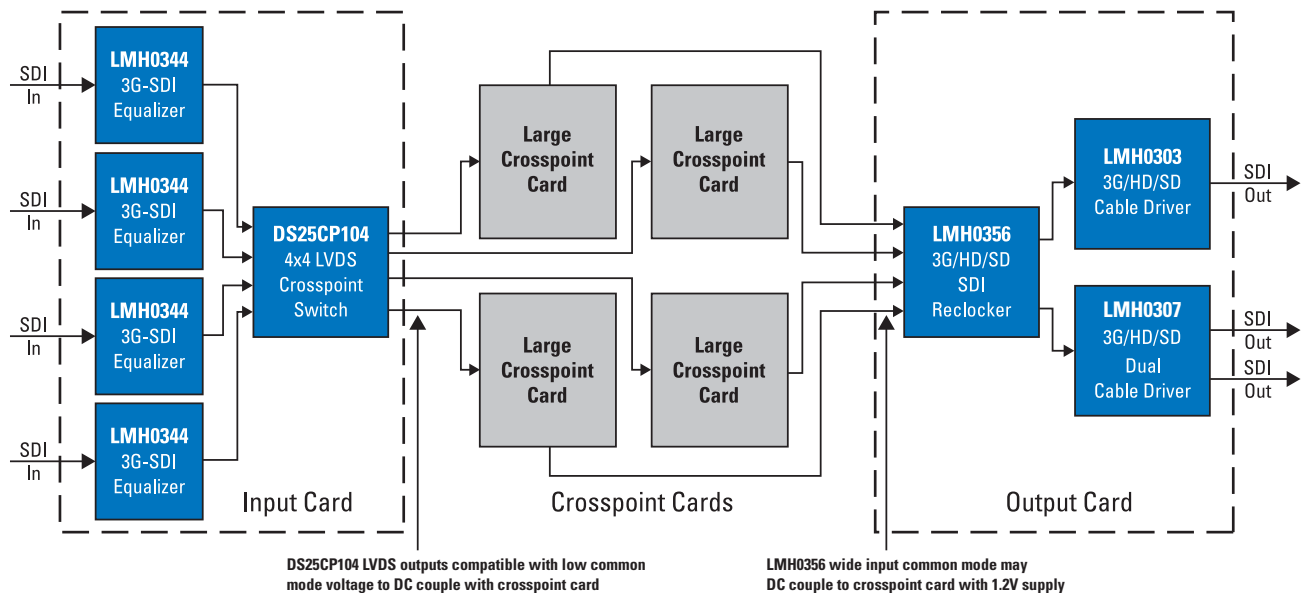 SDI
In
LMH0344
3G-SDI
Equalizer
SDI
In
LMH0344
3G-SDI
Equalizer
SDI
In
LMH0344
3G-SDI
Equalizer
SDI
In
LMH0344
3G-SDI
Equalizer
DS25CP104
4x4 LVDS
Crosspoint
Switch
Input Card
Large
Crosspoint
Card
Large
Crosspoint
Card
Large
Crosspoint
Card
Large
Crosspoint
Card
Crosspoint Cards
LMH0356
3G/HD/SD
SDI
Reclocker
LMH0303
3G/HD/SD
Cable Driver
SDI
Out
LMH0307
3G/HD/SD
Dual
Cable Driver
SDI
Out
SDI
Out
Output Card
DS25CP104 LVDS outputs compatible with low common
mode voltage to DC couple with crosspoint card
LMH0356 wide input common mode may
DC couple to crosspoint card with 1.2V supply